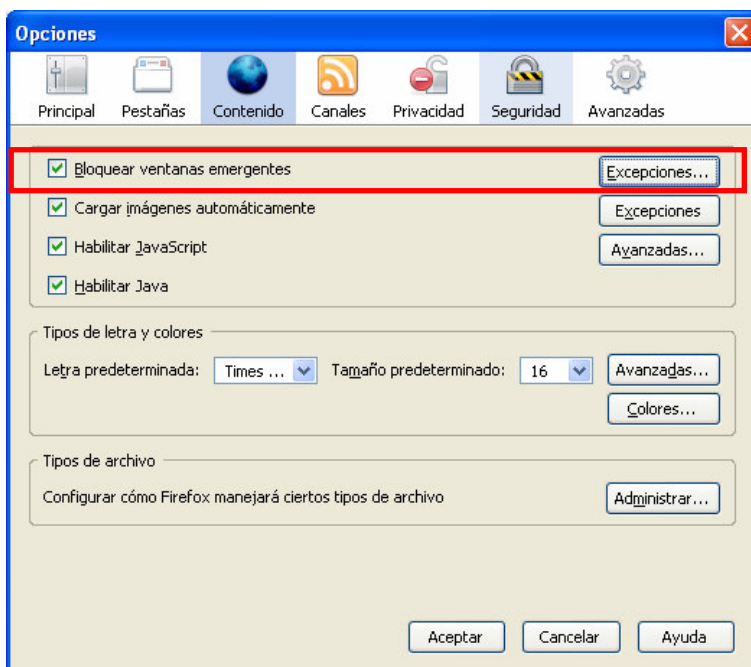 Opciones
Principal Pestañas Contenido Canales Privacidad Seguridad Avanzadas
Bloquear ventanas emergentes Excepciones...
Cargar imágenes automáticamente Excepciones
Habilitar JavaScript Avanzadas...
Habilitar Java
Tipos de letra y colores
Letra predeterminada: Times ... Tamaño predeterminado: 16 Avanzadas...
Colores...
Tipos de archivo
Configurar cómo Firefox manejará ciertos tipos de archivo Administrar...
Aceptar Cancelar Ayuda